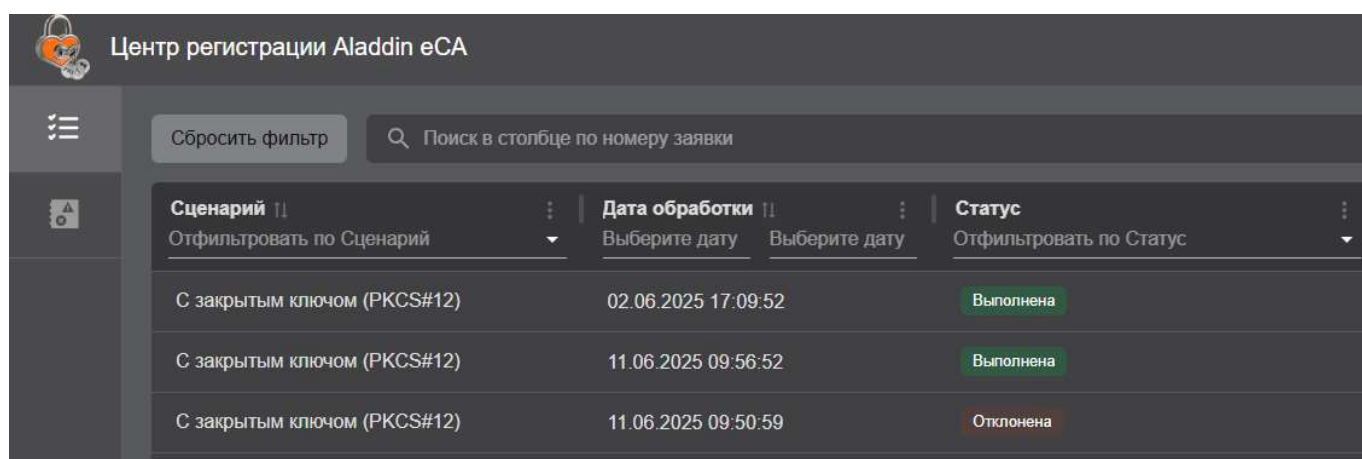 Центр регистрации Aladdin eCA
Сбросить фильтр Поиск в столбце по номеру заявки
Сценарий Дата обработки Статус
Отфильтровать по Сценарий Выберите дату Выберите дату Отфильтровать по Статус
С закрытым ключом (PKCS#12) 02.06.2025 17:09:52 Выполнена
С закрытым ключом (PKCS#12) 11.06.2025 09:56:52 Выполнена
С закрытым ключом (PKCS#12) 11.06.2025 09:50:59 Отклонена